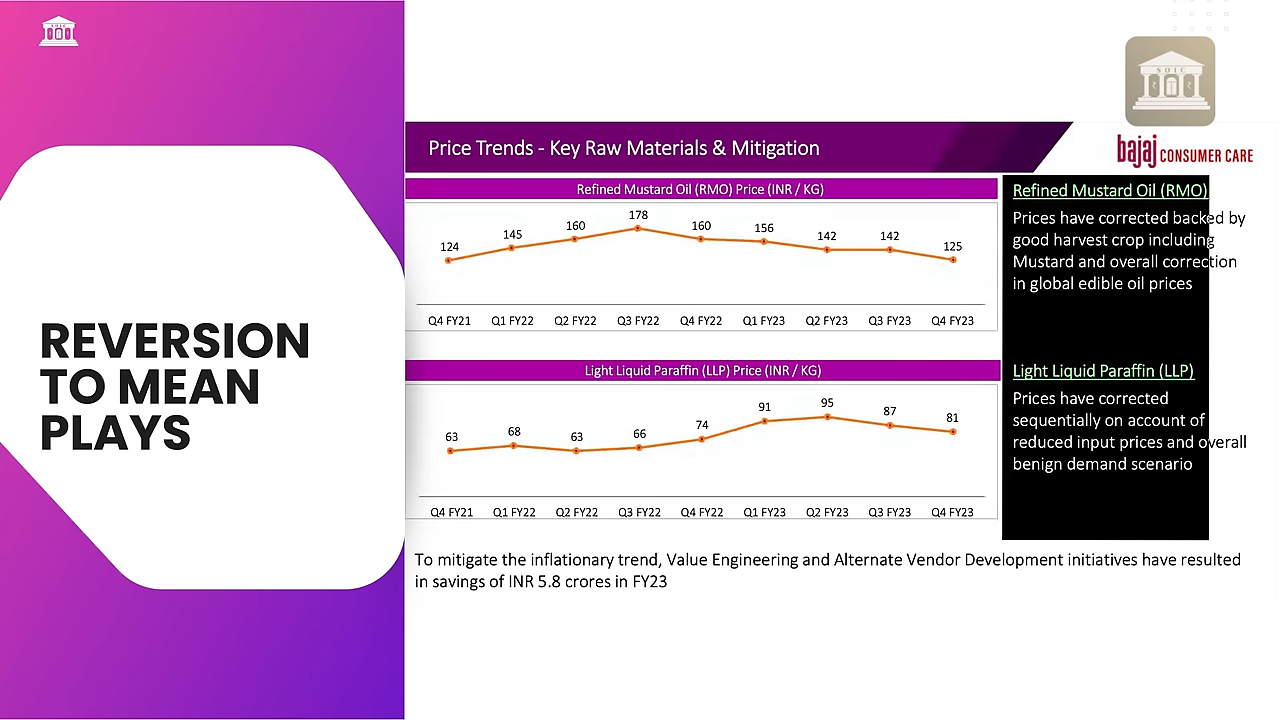 SOIC
SOIC
REVERSION
TO MEAN
PLAYS
Price Trends - Key Raw Materials & Mitigation
bajaj CONSUMER CARE
Refined Mustard Oil (RMO) Price (INR / KG)
124 145 160 178 160 156 142 142 125
Q4 FY21 Q1 FY22 Q2 FY22 Q3 FY22 Q4 FY22 Q1 FY23 Q2 FY23 Q3 FY23 Q4 FY23
Refined Mustard Oil (RMO)
Prices have corrected backed by
good harvest crop including
Mustard and overall correction
in global edible oil prices
Light Liquid Paraffin (LLP) Price (INR / KG)
63 68 63 66 74 91 95 87 81
Q4 FY21 Q1 FY22 Q2 FY22 Q3 FY22 Q4 FY22 Q1 FY23 Q2 FY23 Q3 FY23 Q4 FY23
Light Liquid Paraffin (LLP)
Prices have corrected
sequentially on account of
reduced input prices and overall
benign demand scenario
To mitigate the inflationary trend, Value Engineering and Alternate Vendor Development initiatives have resulted
in savings of INR 5.8 crores in FY23